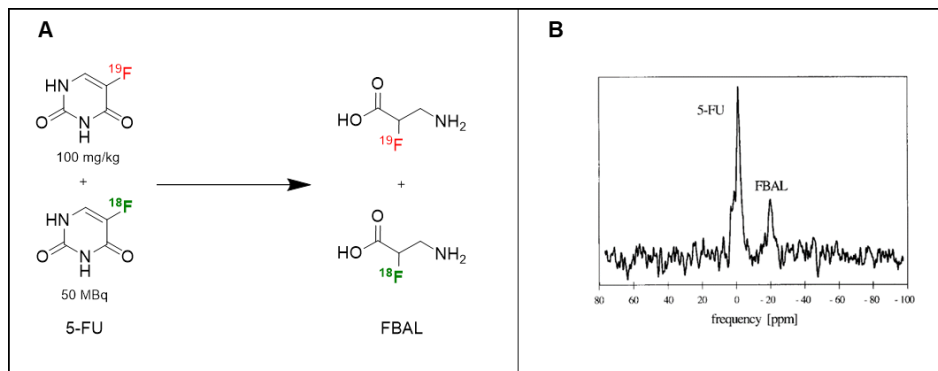 A
¹⁹F
HN
O
N
H
O
100 mg/kg
+
¹⁸F
HN
O
N
H
O
50 MBq
5-FU
O
HO
NH₂
¹⁹F
+
O
HO
NH₂
¹⁸F
FBAL
B
5-FU
FBAL
80 60 40 20 0 - 20 - 40 - 60 - 80 - 100
frequency [ppm]